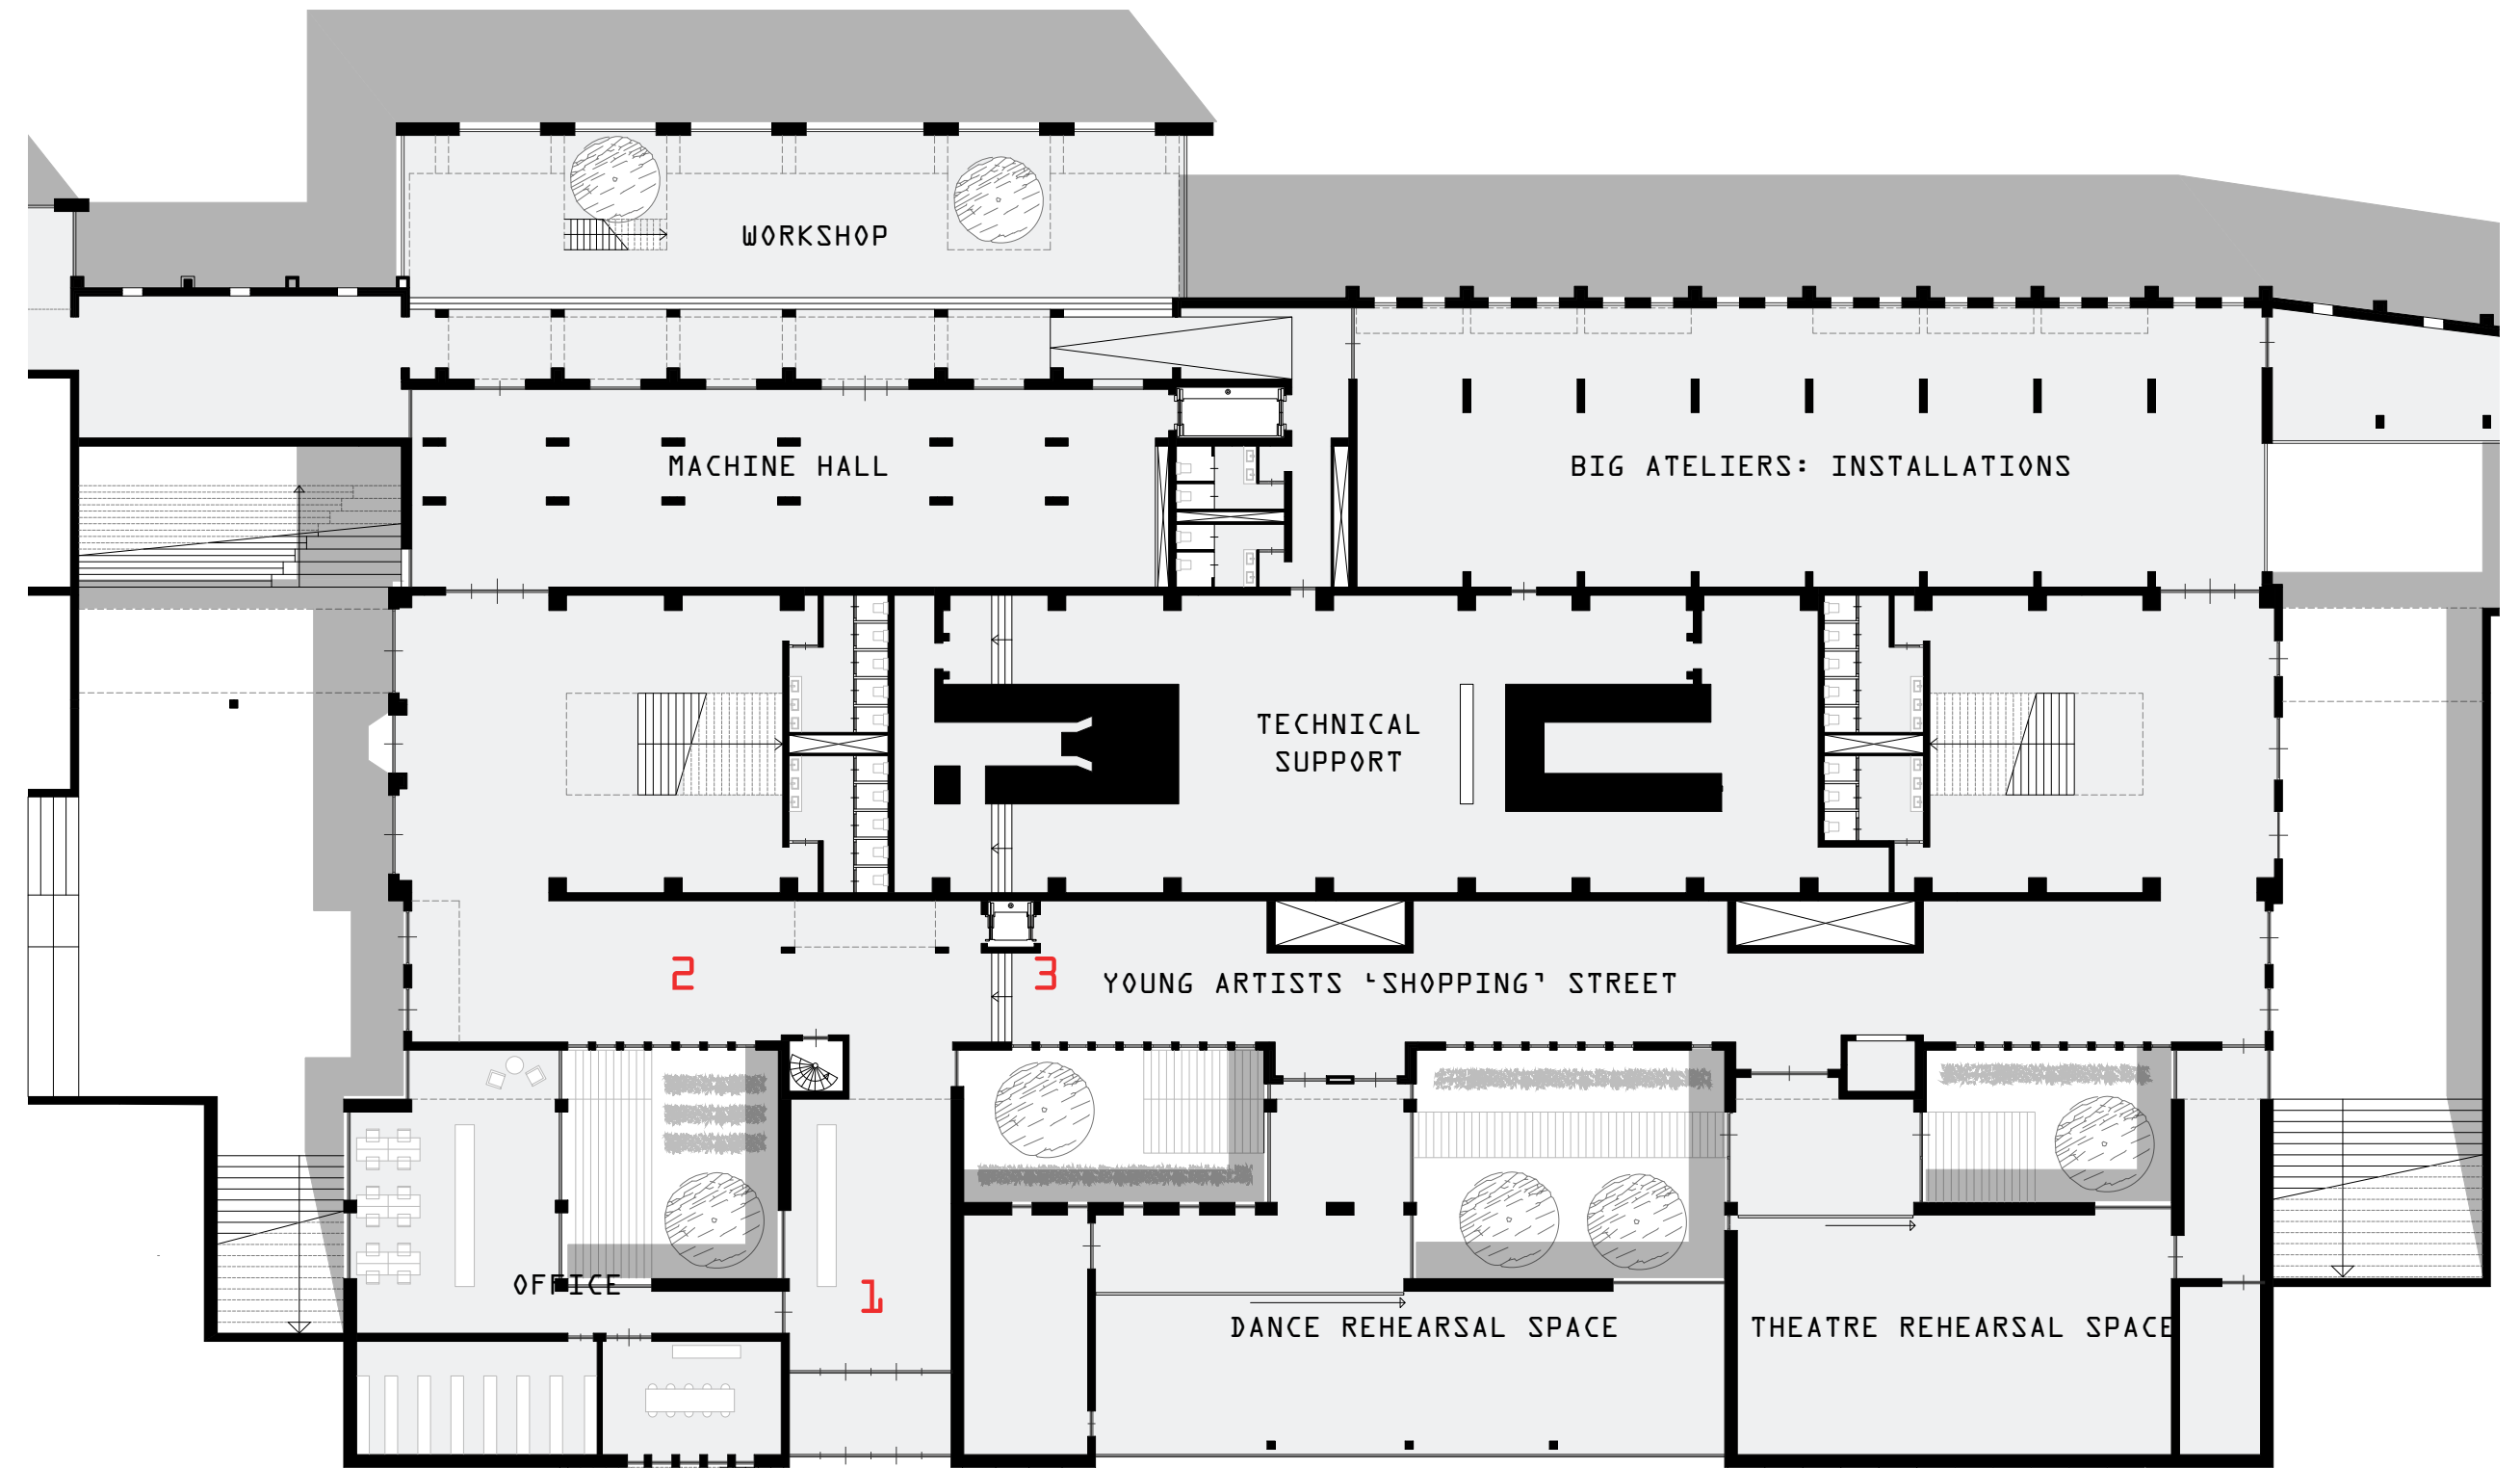 WORKSHOP
MACHINE HALL
BIG ATELIERS: INSTALLATIONS
TECHNICAL
SUPPORT
2
3
YOUNG ARTISTS 'SHOPPING' STREET
OFFICE
1
DANCE REHEARSAL SPACE
THEATRE REHEARSAL SPACE